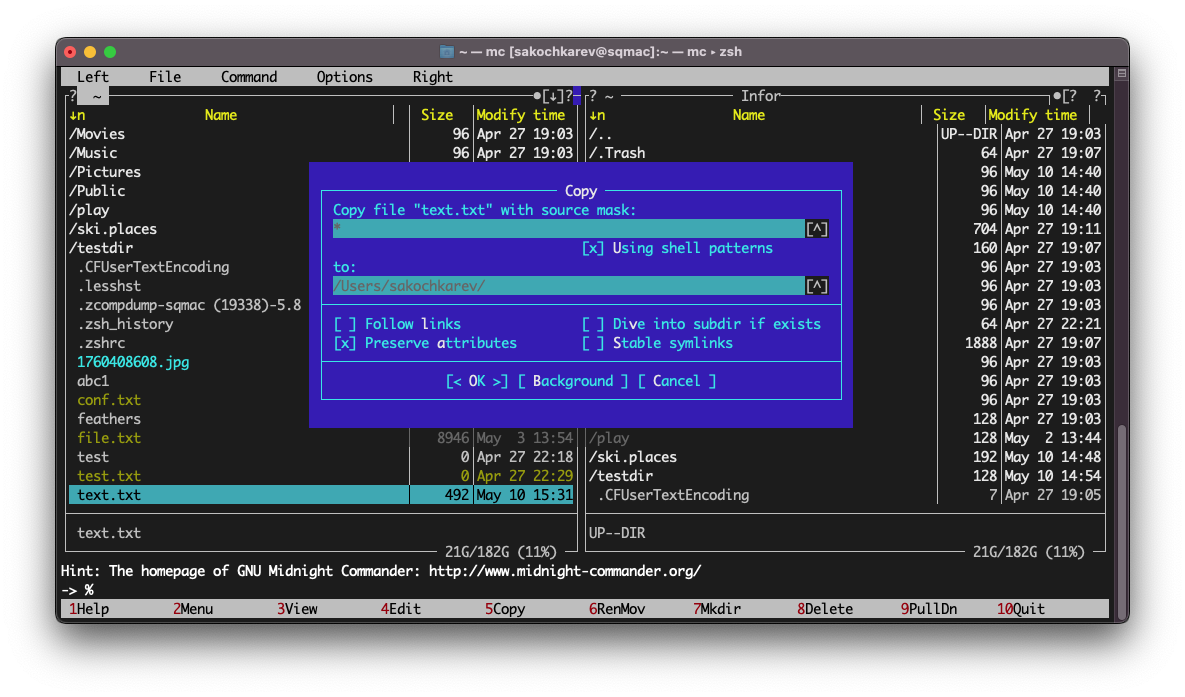 ~ — mc [sakochkarev@sqmac]:~ — mc ▸ zsh
Left File Command Options Right
? ~ ●[↓]? ? ~ Infor ●[? ?
↓n Name Size Modify time ↓n Name Size Modify time
/Movies 96 Apr 27 19:03 /.. UP--DIR Apr 27 19:03
/Music 96 Apr 27 19:03 /.Trash 64 Apr 27 19:07
/Pictures 96 May 10 14:40
/Public 96 May 10 14:40
/play 96 May 10 14:40
/ski.places 704 Apr 27 19:11
/testdir 160 Apr 27 19:07
.CFUserTextEncoding 96 Apr 27 19:03
.lesshst 96 Apr 27 19:03
.zcompdump-sqmac (19338)-5.8 96 Apr 27 19:03
.zsh_history 64 Apr 27 22:21
.zshrc 1888 Apr 27 19:07
1760408608.jpg 96 Apr 27 19:03
abc1 96 Apr 27 19:03
conf.txt 96 Apr 27 19:03
feathers 128 Apr 27 19:03
file.txt 8946 May 3 13:54 /play 128 May 2 13:44
test 0 Apr 27 22:18 /ski.places 192 May 10 14:48
test.txt 0 Apr 27 22:29 /testdir 128 May 10 14:54
text.txt 492 May 10 15:31 .CFUserTextEncoding 7 Apr 27 19:05
text.txt UP--DIR
21G/182G (11%) 21G/182G (11%)
Copy
Copy file "text.txt" with source mask:
* [^]
[x] Using shell patterns
to:
/Users/sakochkarev/ [^]
[ ] Follow links [ ] Dive into subdir if exists
[x] Preserve attributes [ ] Stable symlinks
[< OK >] [ Background ] [ Cancel ]
Hint: The homepage of GNU Midnight Commander: http://www.midnight-commander.org/
-> %
1Help 2Menu 3View 4Edit 5Copy 6RenMov 7Mkdir 8Delete 9PullDn 10Quit